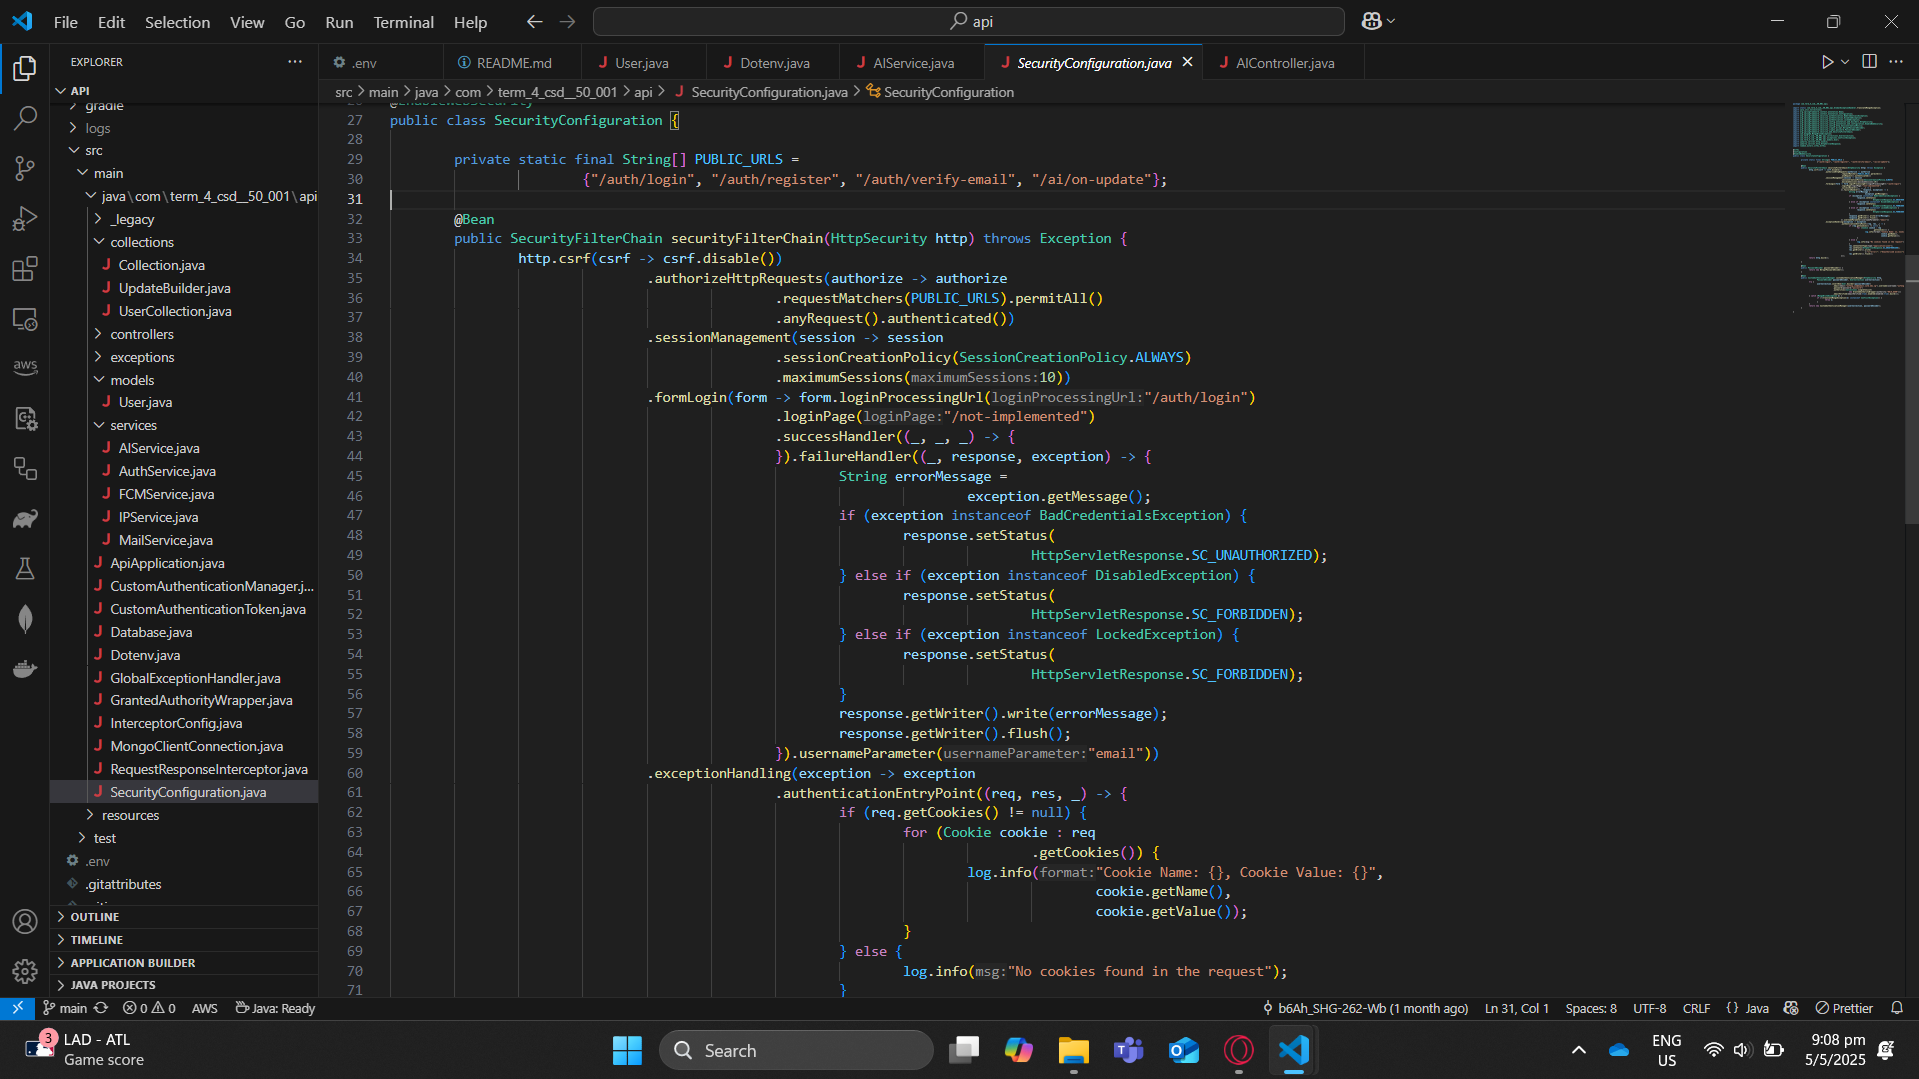 File Edit Selection View Go Run Terminal Help
api
EXPLORER
API
gradle
logs
src
main
java\com\term_4_csd__50_001\api
_legacy
collections
Collection.java
UpdateBuilder.java
UserCollection.java
controllers
exceptions
models
User.java
services
AIService.java
AuthService.java
FCMService.java
IPService.java
MailService.java
ApiApplication.java
CustomAuthenticationManager.j...
CustomAuthenticationToken.java
Database.java
Dotenv.java
GlobalExceptionHandler.java
GrantedAuthorityWrapper.java
InterceptorConfig.java
MongoClientConnection.java
RequestResponseInterceptor.java
SecurityConfiguration.java
resources
test
.env
.gitattributes
OUTLINE
TIMELINE
APPLICATION BUILDER
JAVA PROJECTS
aws
.env README.md User.java Dotenv.java AIService.java SecurityConfiguration.java AIController.java
src > main > java > com > term_4_csd__50_001 > api > SecurityConfiguration.java > SecurityConfiguration
26 @EnableWebSecurity
27 public class SecurityConfiguration {
28
29 private static final String[] PUBLIC_URLS =
30 {"/auth/login", "/auth/register", "/auth/verify-email", "/ai/on-update"};
31
32 @Bean
33 public SecurityFilterChain securityFilterChain(HttpSecurity http) throws Exception {
34 http.csrf(csrf -> csrf.disable())
35 .authorizeHttpRequests(authorize -> authorize
36 .requestMatchers(PUBLIC_URLS).permitAll()
37 .anyRequest().authenticated())
38 .sessionManagement(session -> session
39 .sessionCreationPolicy(SessionCreationPolicy.ALWAYS)
40 .maximumSessions(maximumSessions:10))
41 .formLogin(form -> form.loginProcessingUrl(loginProcessingUrl:"/auth/login")
42 .loginPage(loginPage:"/not-implemented")
43 .successHandler((_, _, _) -> {
44 }).failureHandler((_, response, exception) -> {
45 String errorMessage =
46 exception.getMessage();
47 if (exception instanceof BadCredentialsException) {
48 response.setStatus(
49 HttpServletResponse.SC_UNAUTHORIZED);
50 } else if (exception instanceof DisabledException) {
51 response.setStatus(
52 HttpServletResponse.SC_FORBIDDEN);
53 } else if (exception instanceof LockedException) {
54 response.setStatus(
55 HttpServletResponse.SC_FORBIDDEN);
56 }
57 response.getWriter().write(errorMessage);
58 response.getWriter().flush();
59 }).usernameParameter(usernameParameter:"email"))
60 .exceptionHandling(exception -> exception
61 .authenticationEntryPoint((req, res, _) -> {
62 if (req.getCookies() != null) {
63 for (Cookie cookie : req
64 .getCookies()) {
65 log.info(format:"Cookie Name: {}, Cookie Value: {}",
66 cookie.getName(),
67 cookie.getValue());
68 }
69 } else {
70 log.info(msg:"No cookies found in the request");
71 }
main 0 0 AWS Java: Ready
b6Ah_SHG-262-Wb (1 month ago) Ln 31, Col 1 Spaces: 8 UTF-8 CRLF {} Java Prettier
3 LAD - ATL
Game score
Search
ENG
US
9:08 pm
5/5/2025